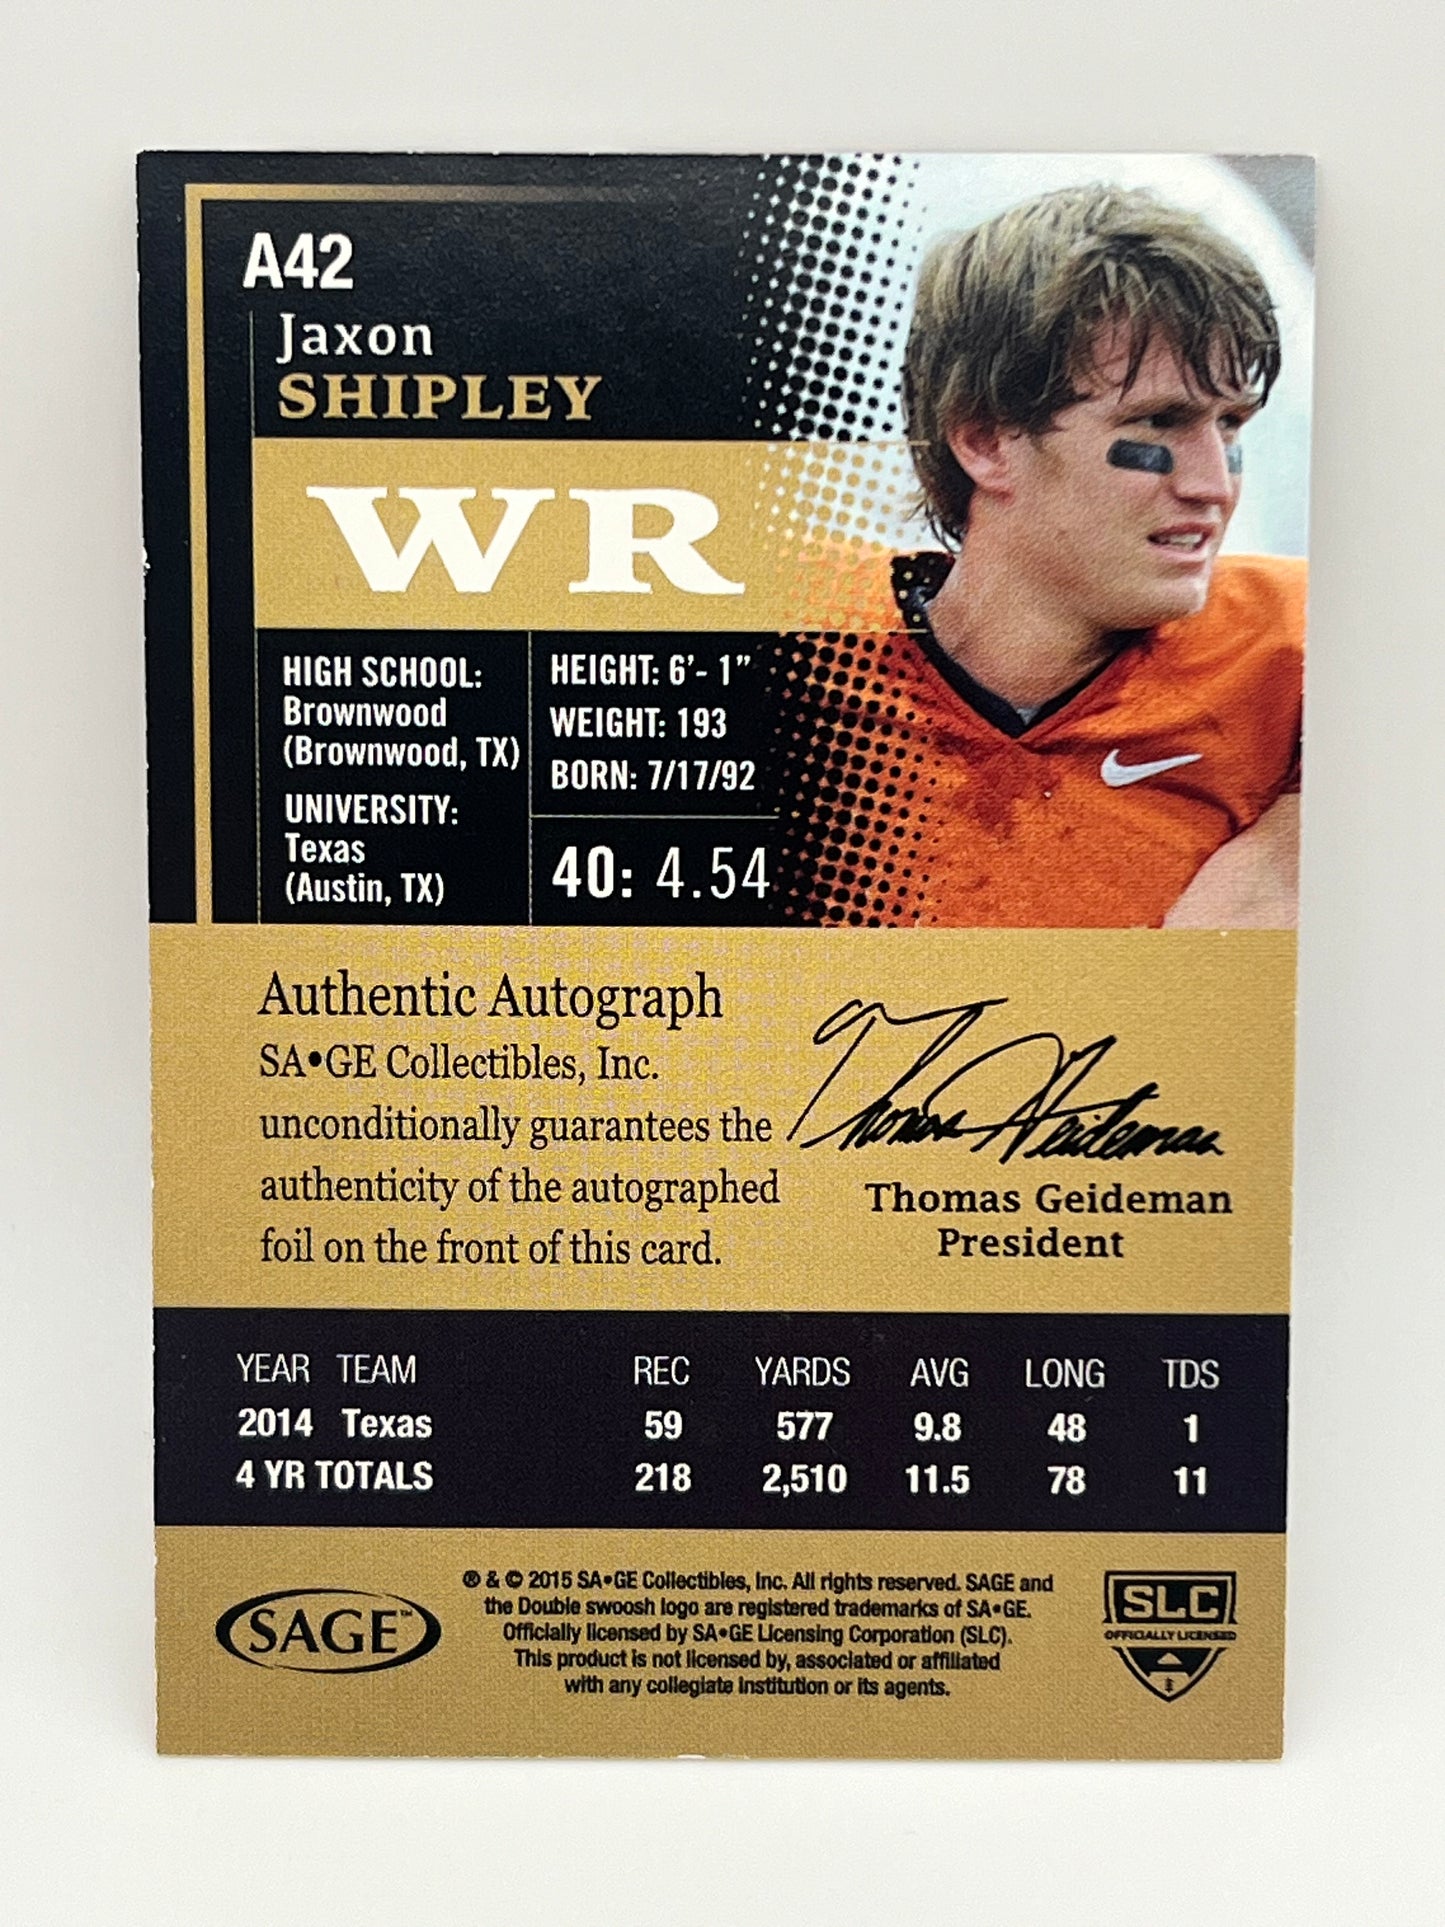 A42
Jaxon
SHIPLEY
WR
HIGH SCHOOL:
Brownwood
(Brownwood, TX)
UNIVERSITY:
Texas
(Austin, TX)
HEIGHT: 6'- 1"
WEIGHT: 193
BORN: 7/17/92
40: 4.54
Authentic Autograph
SA•GE Collectibles, Inc.
unconditionally guarantees the
authenticity of the autographed
foil on the front of this card.
Thomas Geideman
Thomas Geideman
President
YEAR TEAM REC YARDS AVG LONG TDS
2014 Texas 59 577 9.8 48 1
4 YR TOTALS 218 2,510 11.5 78 11
SAGE™
® & © 2015 SA•GE Collectibles, Inc. All rights reserved. SAGE and
the Double swoosh logo are registered trademarks of SA•GE.
Officially licensed by SA•GE Licensing Corporation (SLC).
This product is not licensed by, associated or affiliated
with any collegiate institution or its agents.
SLC
OFFICIALLY LICENSED